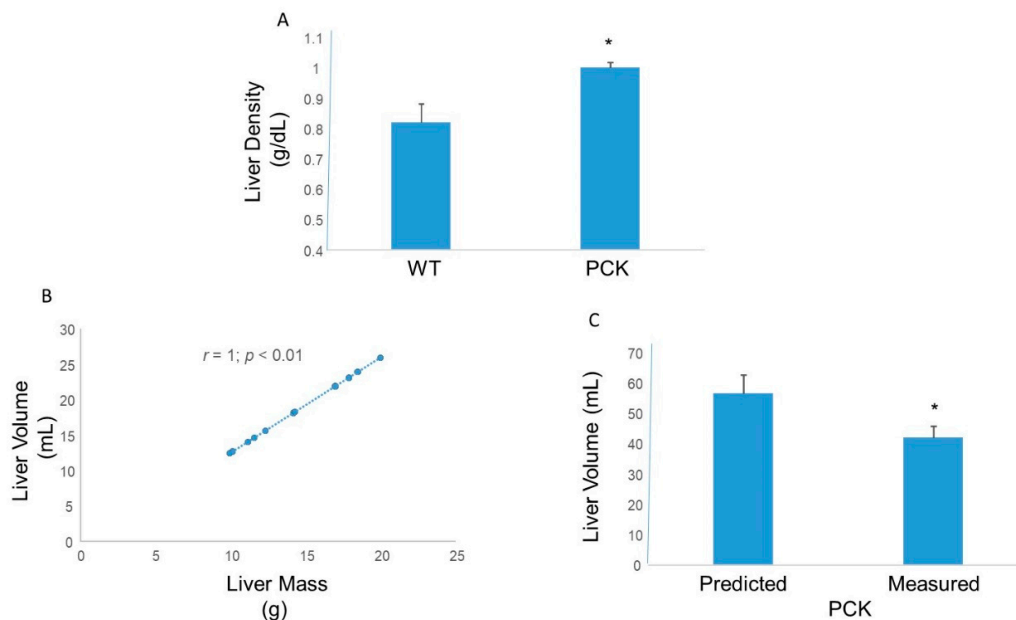 A
Liver Density
(g/dL)
1.1
1
0.9
0.8
0.7
0.6
0.5
0.4
*
WT
PCK
B
Liver Volume
(mL)
30
25
20
15
10
5
0
r = 1; p < 0.01
0
5
10
15
20
25
Liver Mass
(g)
C
Liver Volume (mL)
70
60
50
40
30
20
10
0
*
Predicted
Measured
PCK